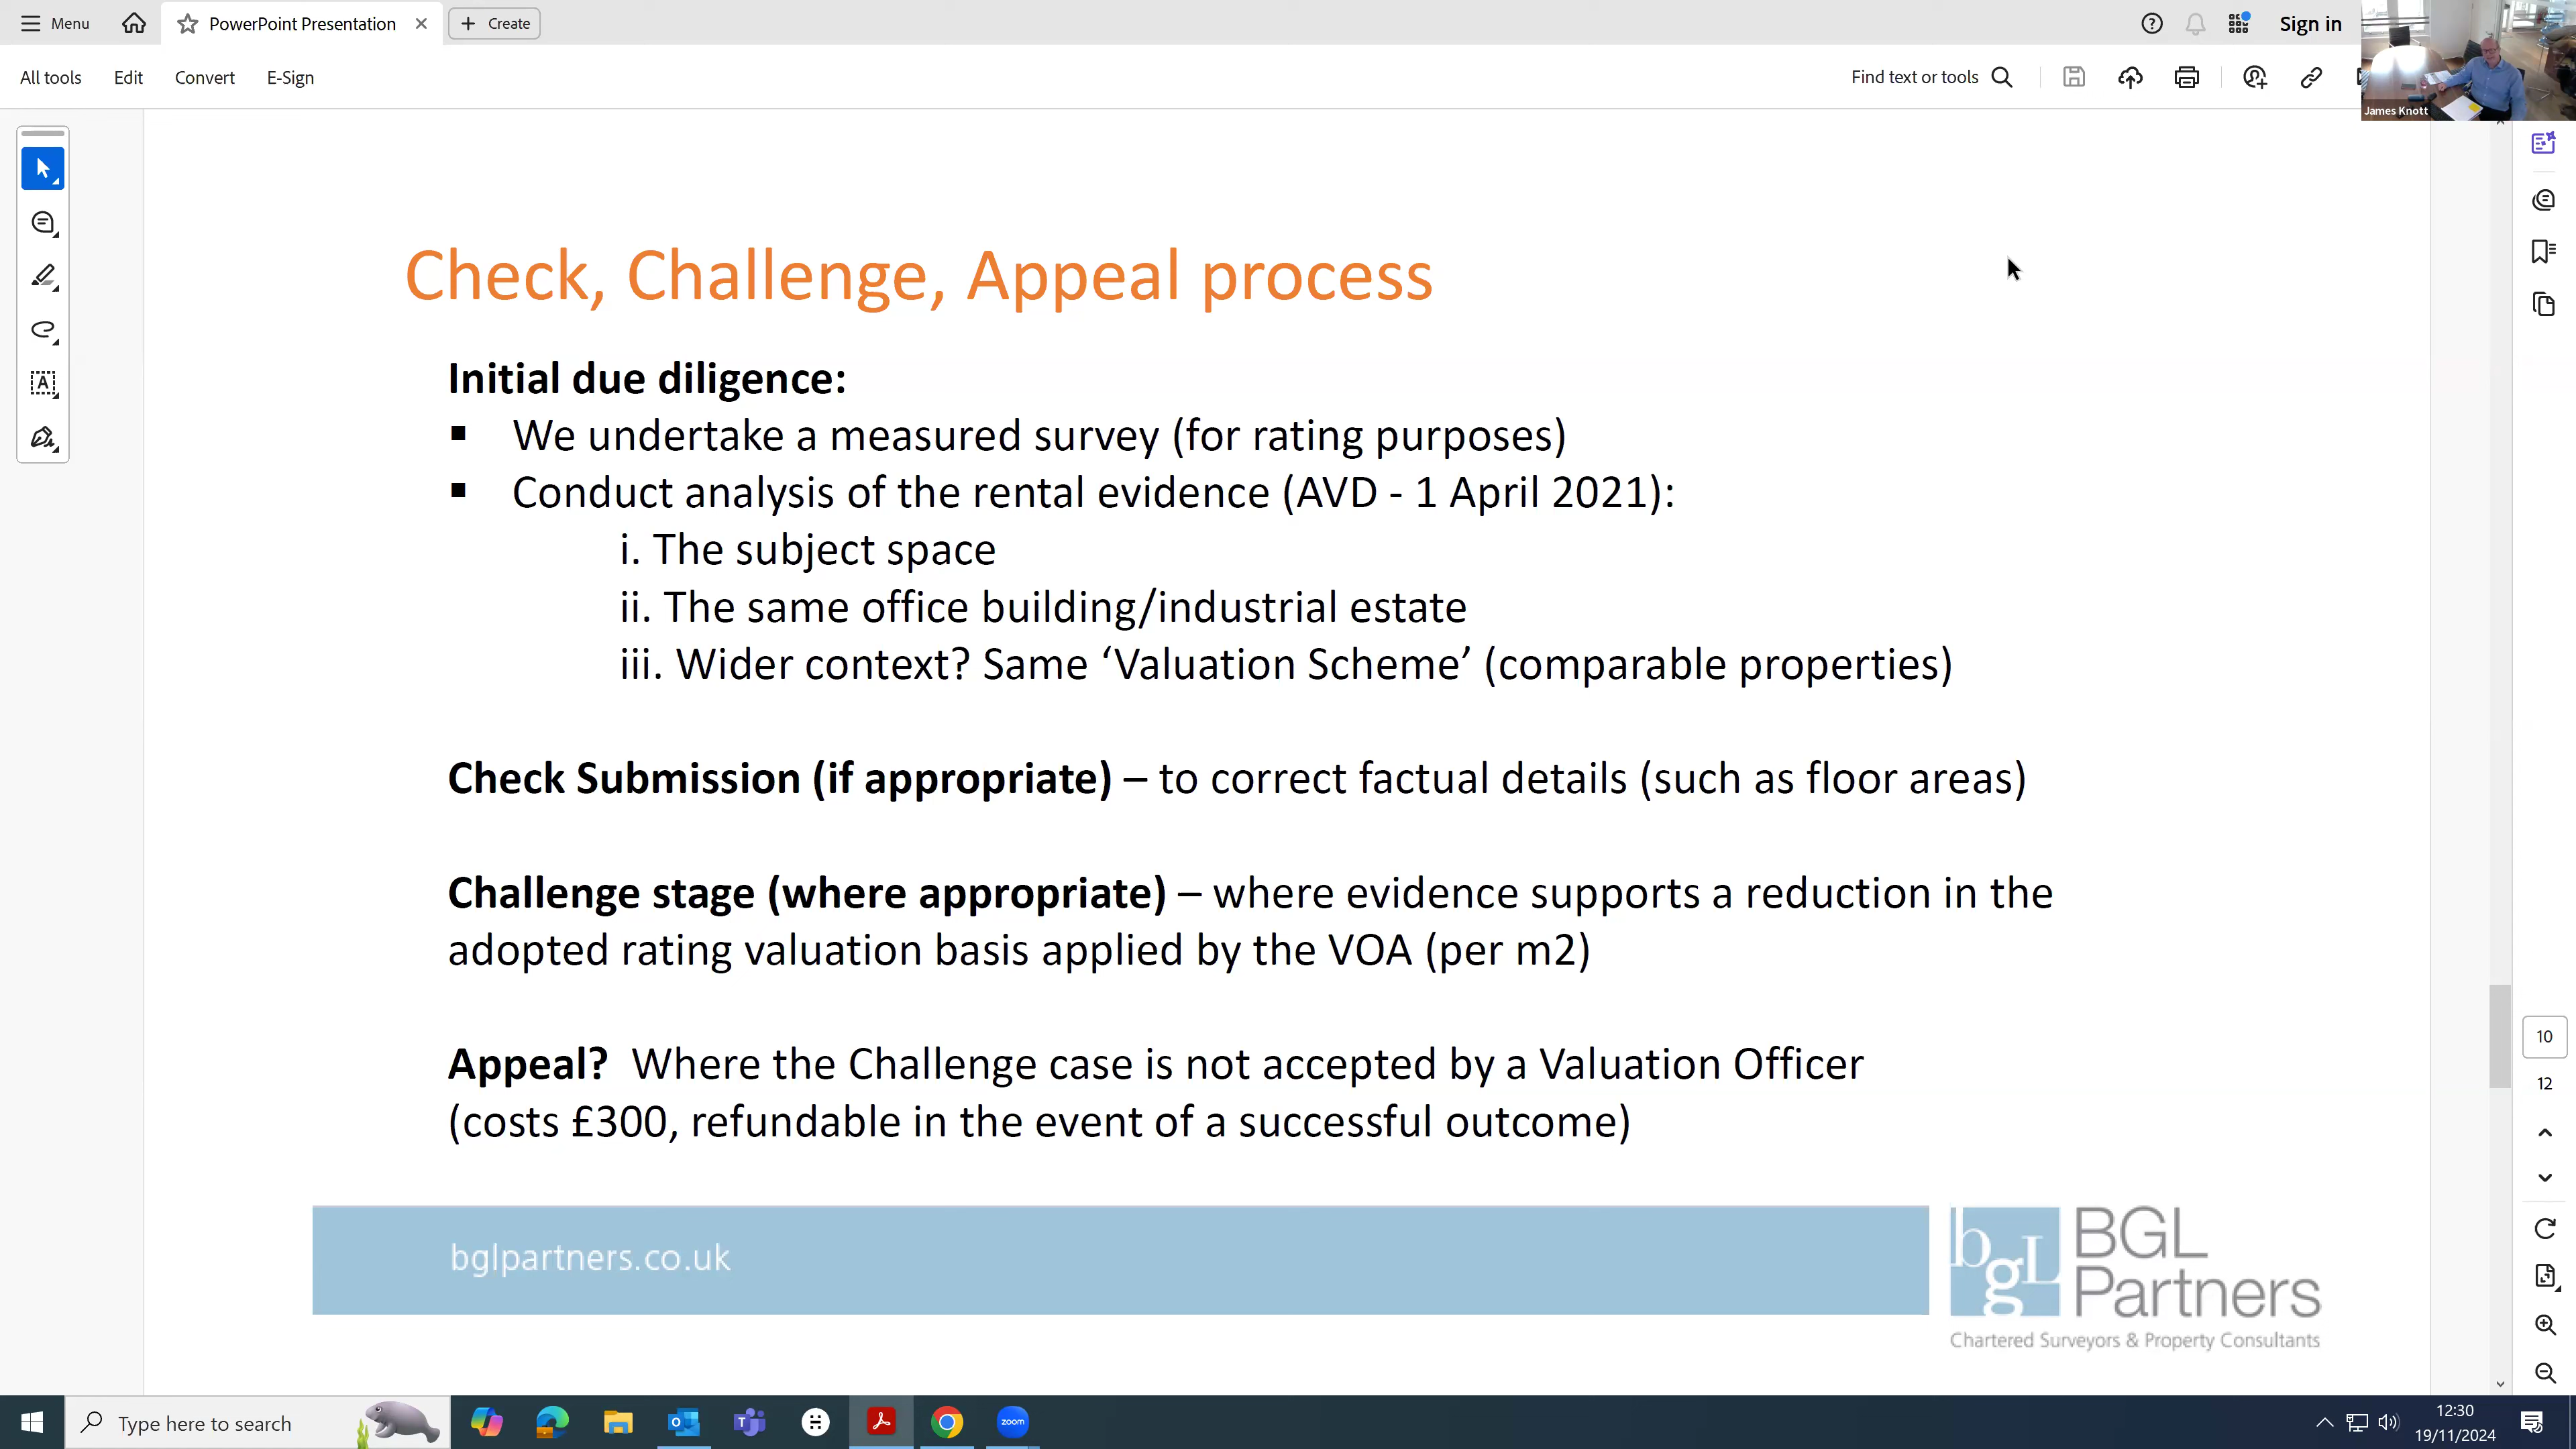 Menu
PowerPoint Presentation
Create
Sign in
All tools
Edit
Convert
E-Sign
Find text or tools
James Knott
Check, Challenge, Appeal process
Initial due diligence:
▪ We undertake a measured survey (for rating purposes)
▪ Conduct analysis of the rental evidence (AVD - 1 April 2021):
i. The subject space
ii. The same office building/industrial estate
iii. Wider context? Same ‘Valuation Scheme’ (comparable properties)
Check Submission (if appropriate) – to correct factual details (such as floor areas)
Challenge stage (where appropriate) – where evidence supports a reduction in the
adopted rating valuation basis applied by the VOA (per m2)
Appeal? Where the Challenge case is not accepted by a Valuation Officer
(costs £300, refundable in the event of a successful outcome)
10
12
bglpartners.co.uk
bgL
BGL
Partners
Chartered Surveyors & Property Consultants
Type here to search
zoom
12:30
19/11/2024